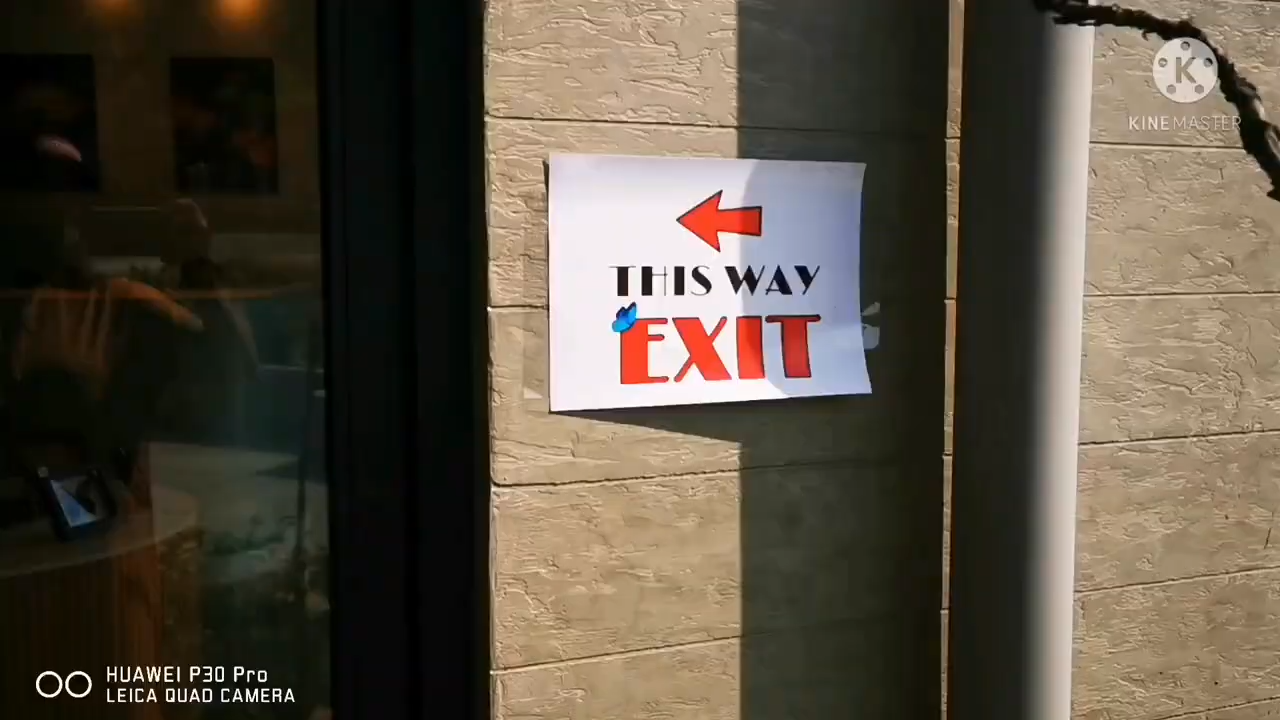 THIS WAY
EXIT
K
KINEMASTER
HUAWEI P30 Pro
LEICA QUAD CAMERA